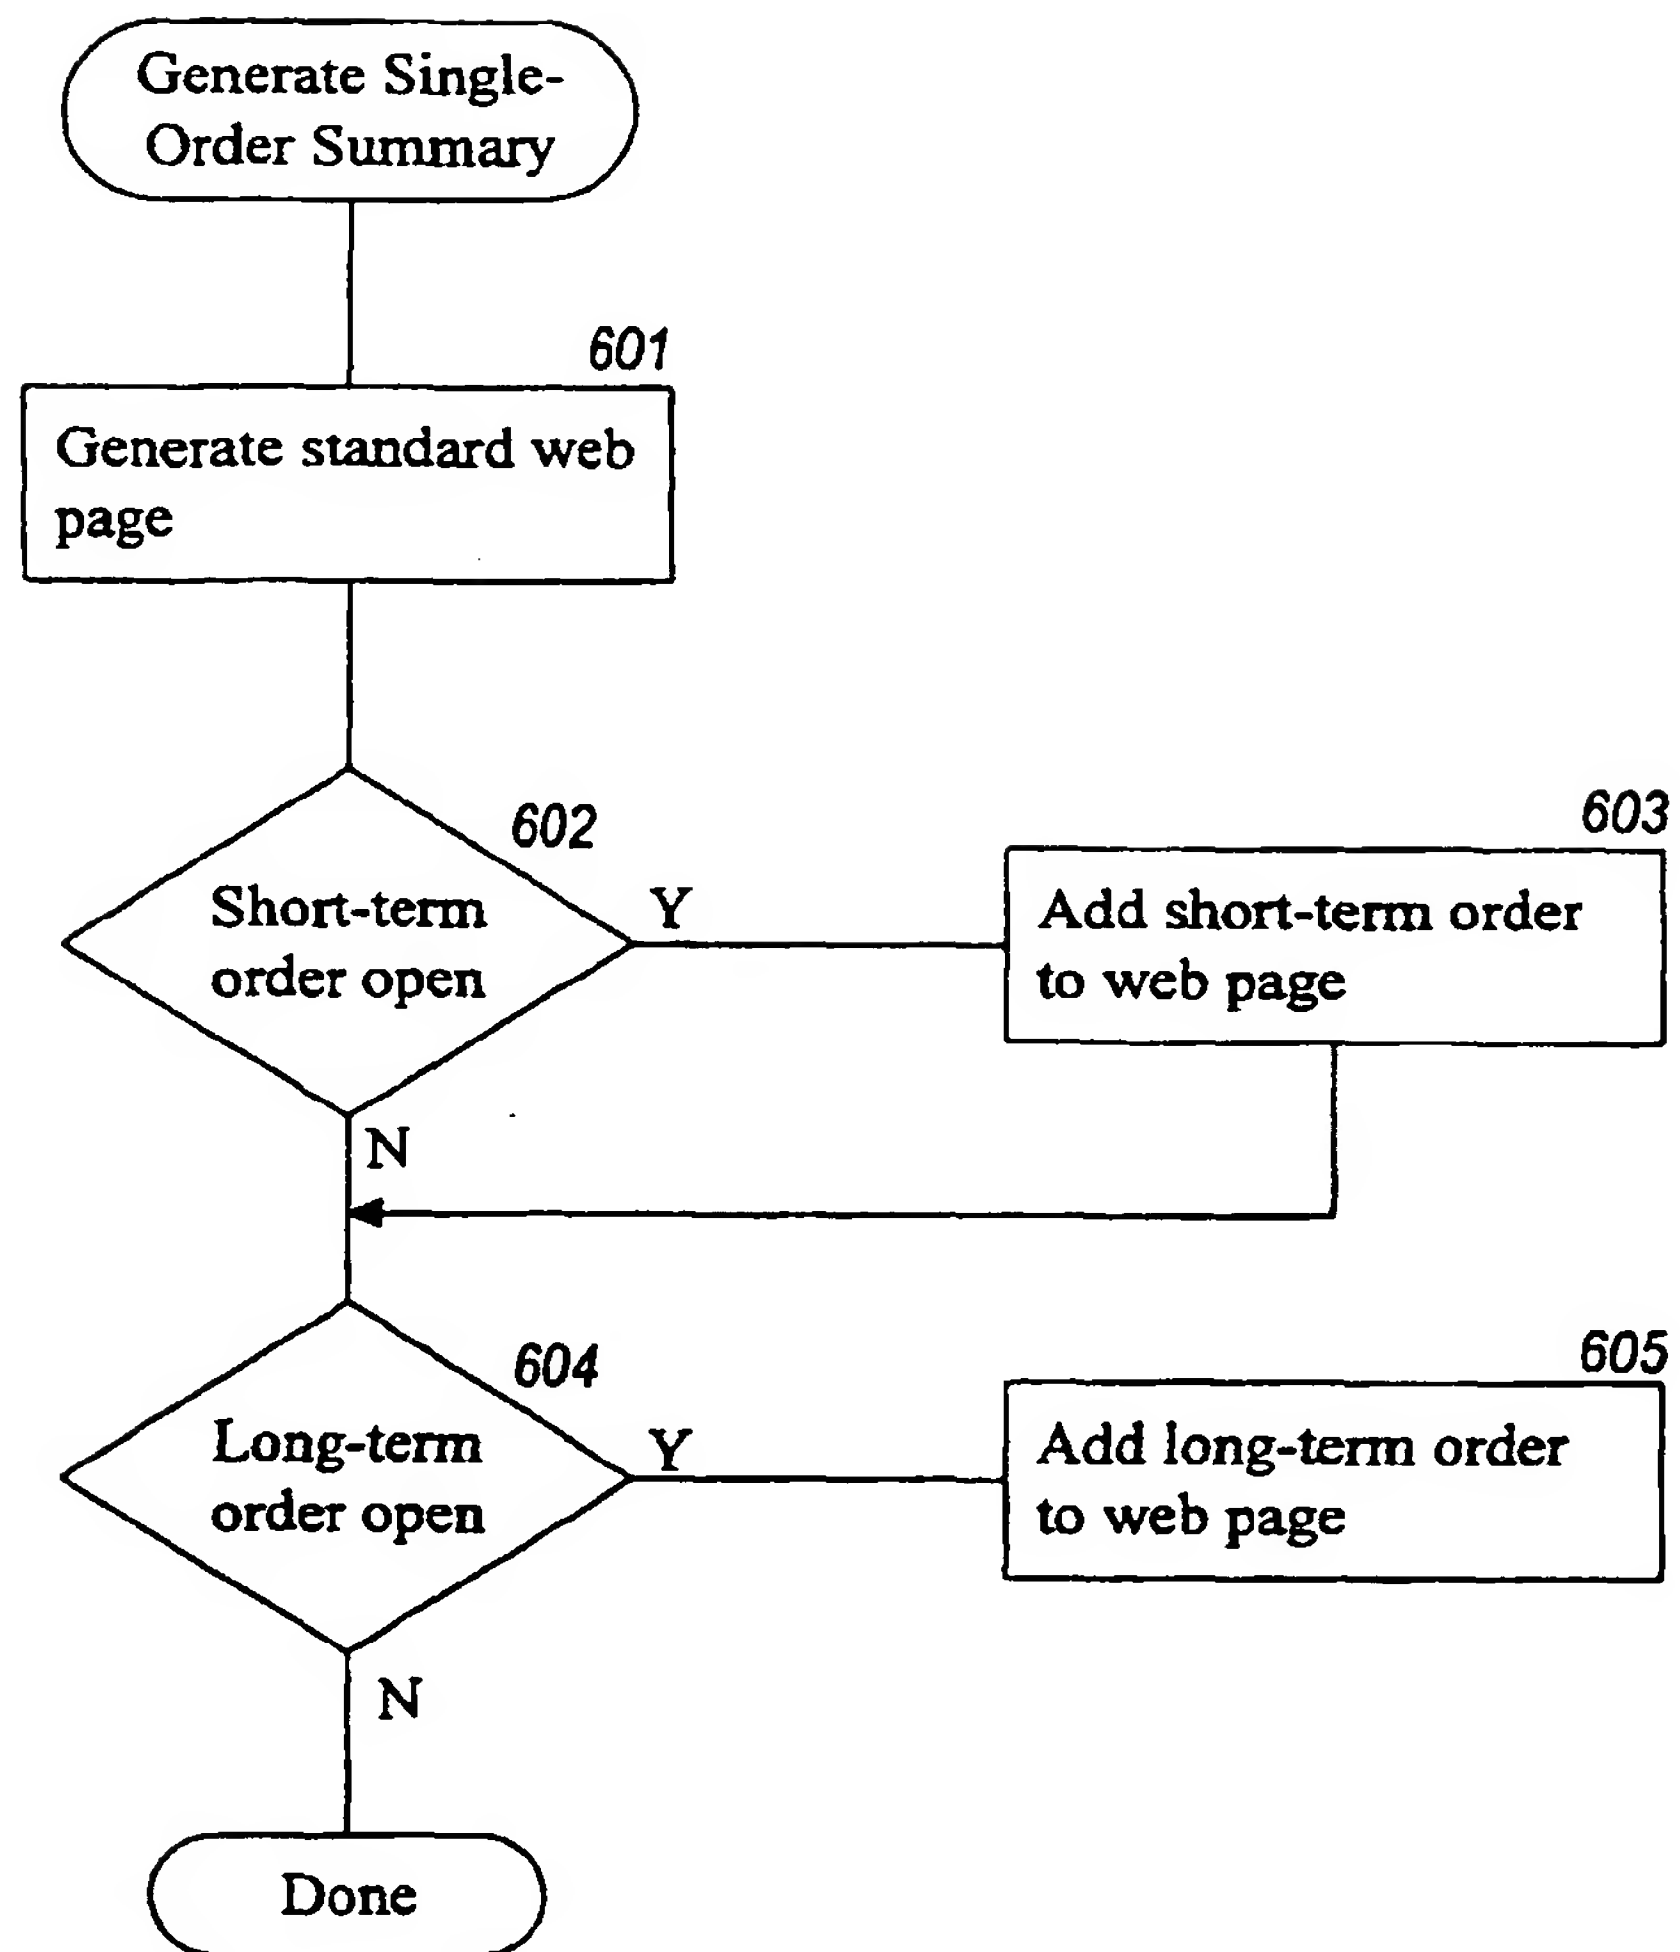 Generate Single-
Order Summary
601
Generate standard web
page
602
Short-term
order open
Y
603
Add short-term order
to web page
N
604
Long-term
order open
Y
605
Add long-term order
to web page
N
Done